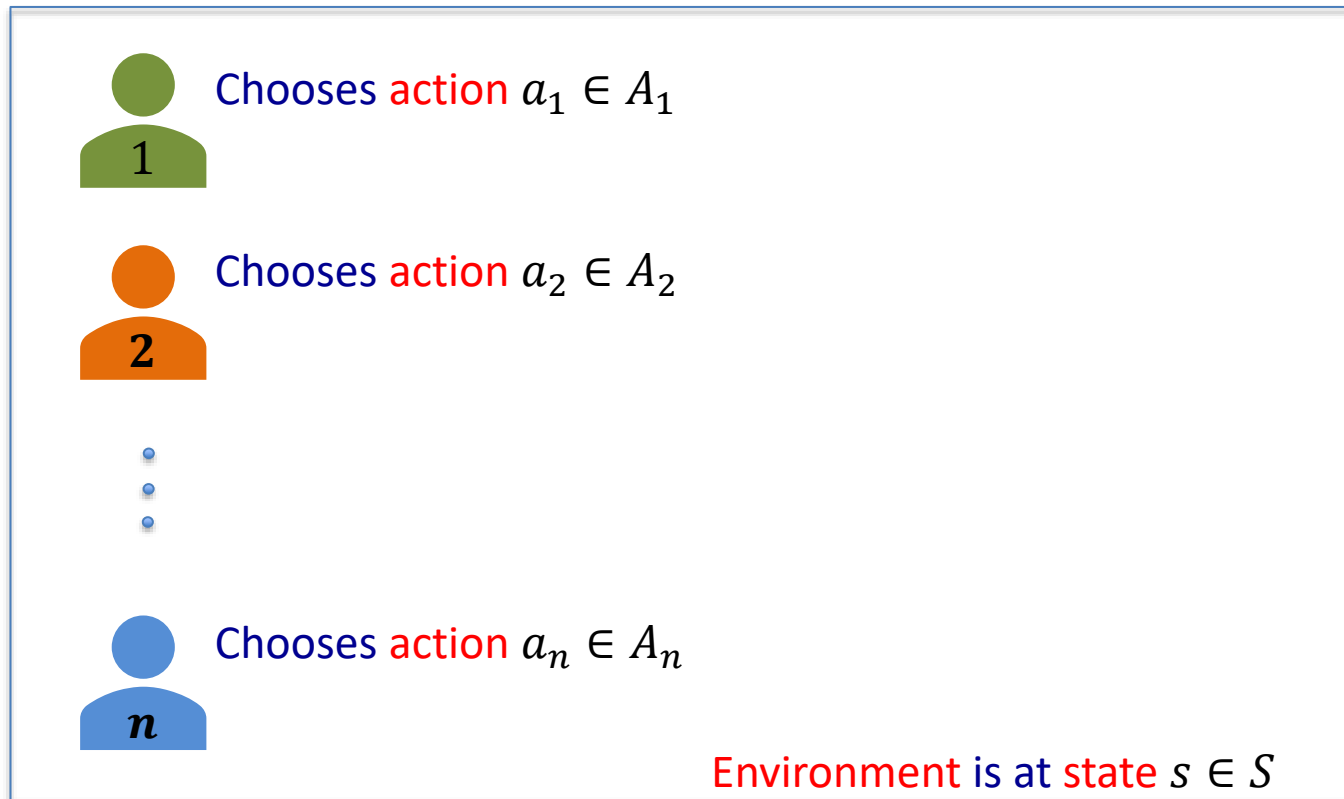 Chooses action a₁ ∈ A₁
1
Chooses action a₂ ∈ A₂
2
Chooses action aₙ ∈ Aₙ
n
Environment is at state s ∈ S